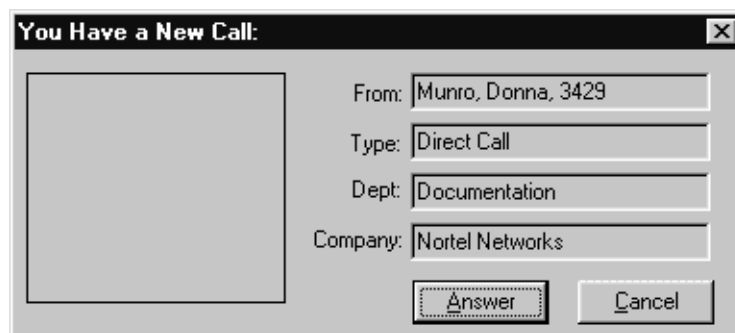 You Have a New Call:
From: Munro, Donna, 3429
Type: Direct Call
Dept: Documentation
Company: Nortel Networks
Answer Cancel